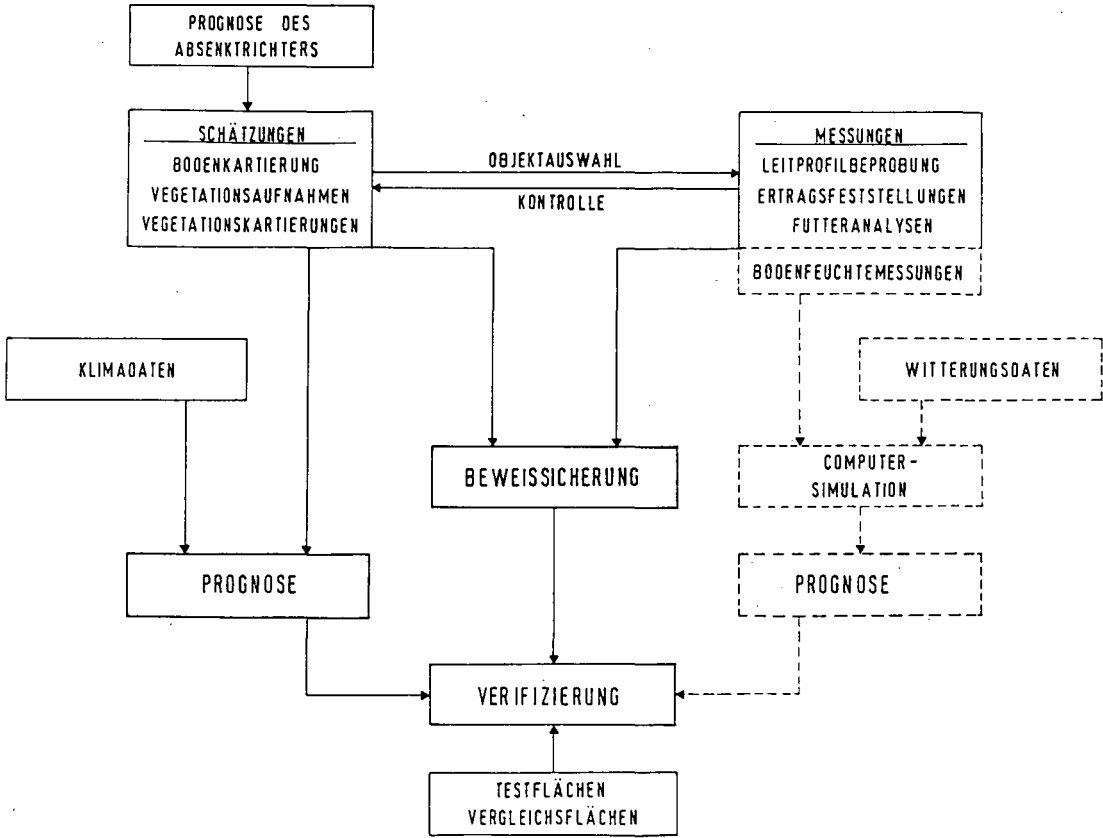 PROGNOSE DES
ABSENKTRICHTERS
SCHÄTZUNGEN
BODENKARTIERUNG
VEGETATIONSAUFNAHMEN
VEGETATIONSKARTIERUNGEN
OBJEKTAUSWAHL
KONTROLLE
MESSUNGEN
LEITPROFILBEPROBUNG
ERTRAGSFESTSTELLUNGEN
FUTTERANALYSEN
BODENFEUCHTEMESSUNGEN
KLIMADATEN
WITTERUNGSDATEN
BEWEISSICHERUNG
COMPUTER-
SIMULATION
PROGNOSE
PROGNOSE
VERIFIZIERUNG
TESTFLÄCHEN
VERGLEICHSFLÄCHEN